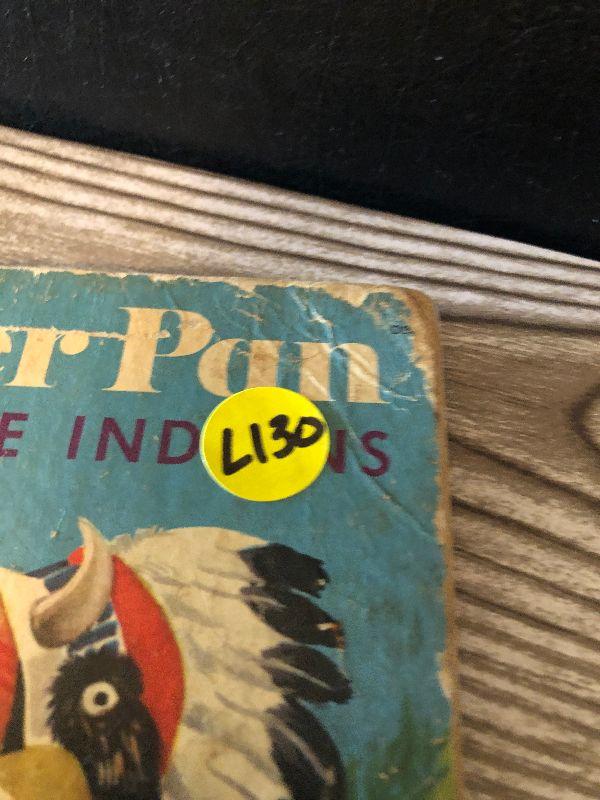 er Pan
E IND NS
L130